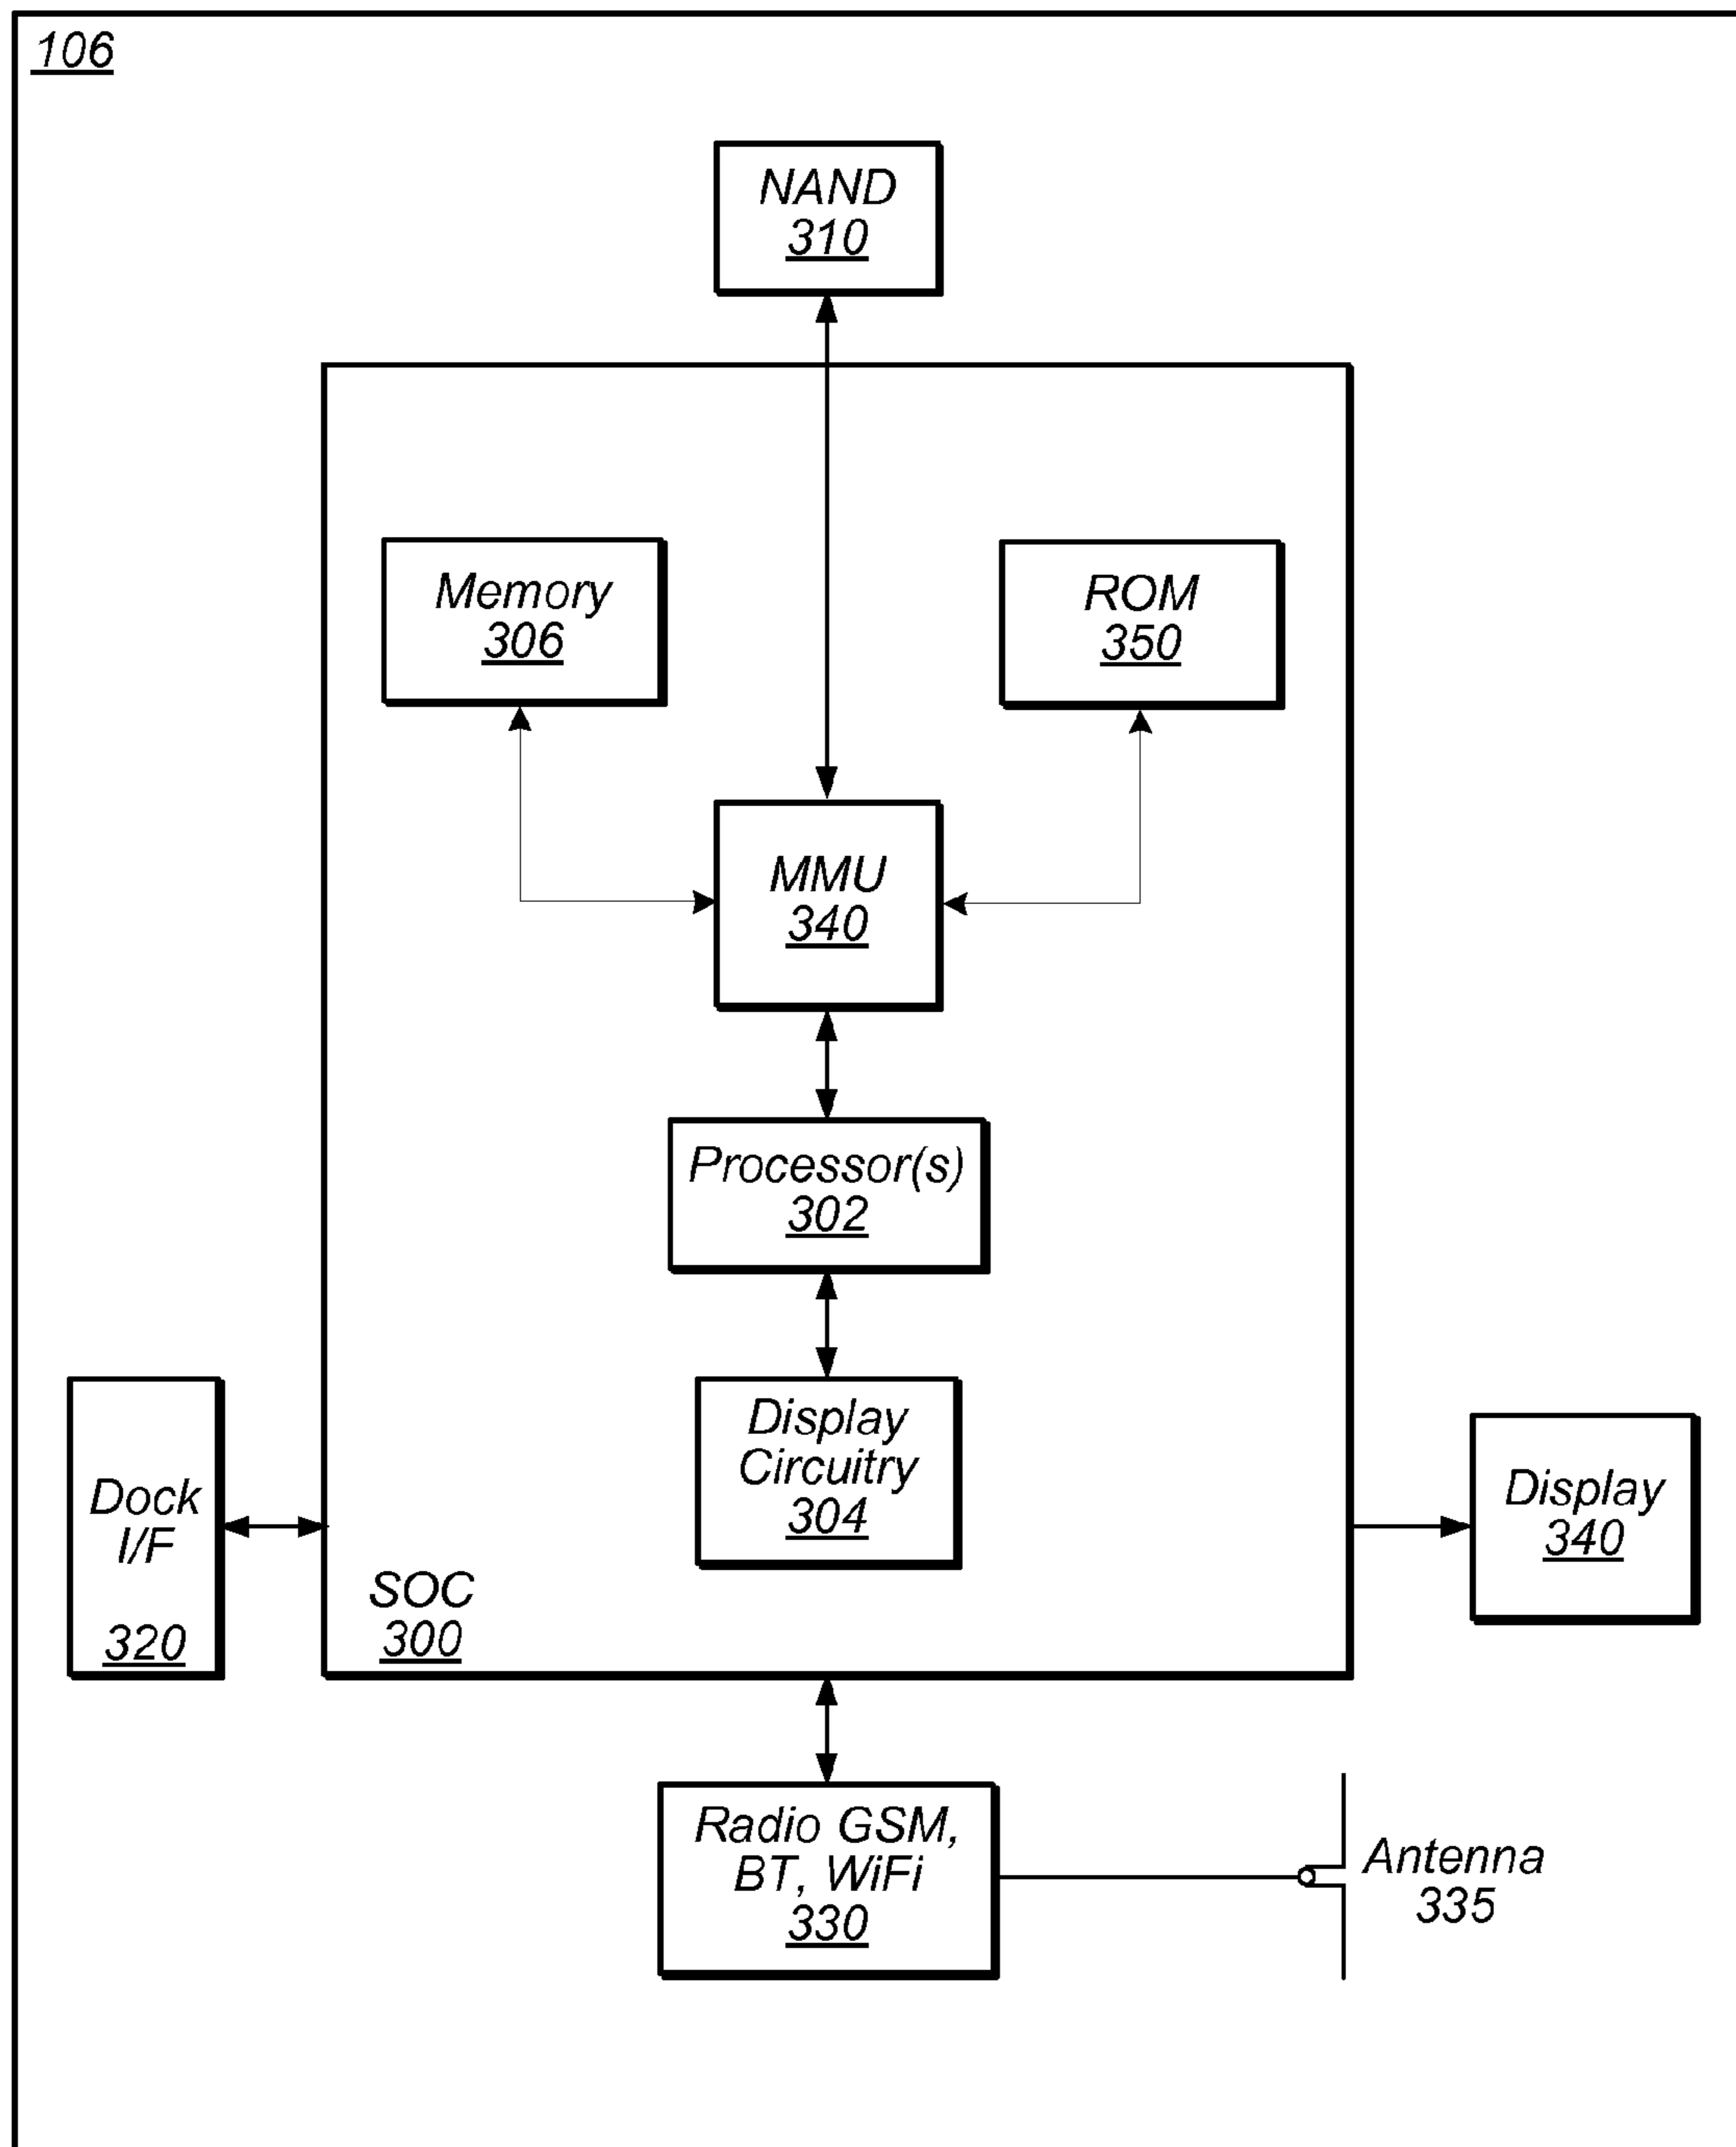 106
NAND
310
Memory
306
ROM
350
MMU
340
Processor(s)
302
Display
Circuitry
304
Dock
I/F
320
SOC
300
Display
340
Radio GSM,
BT, WiFi
330
Antenna
335